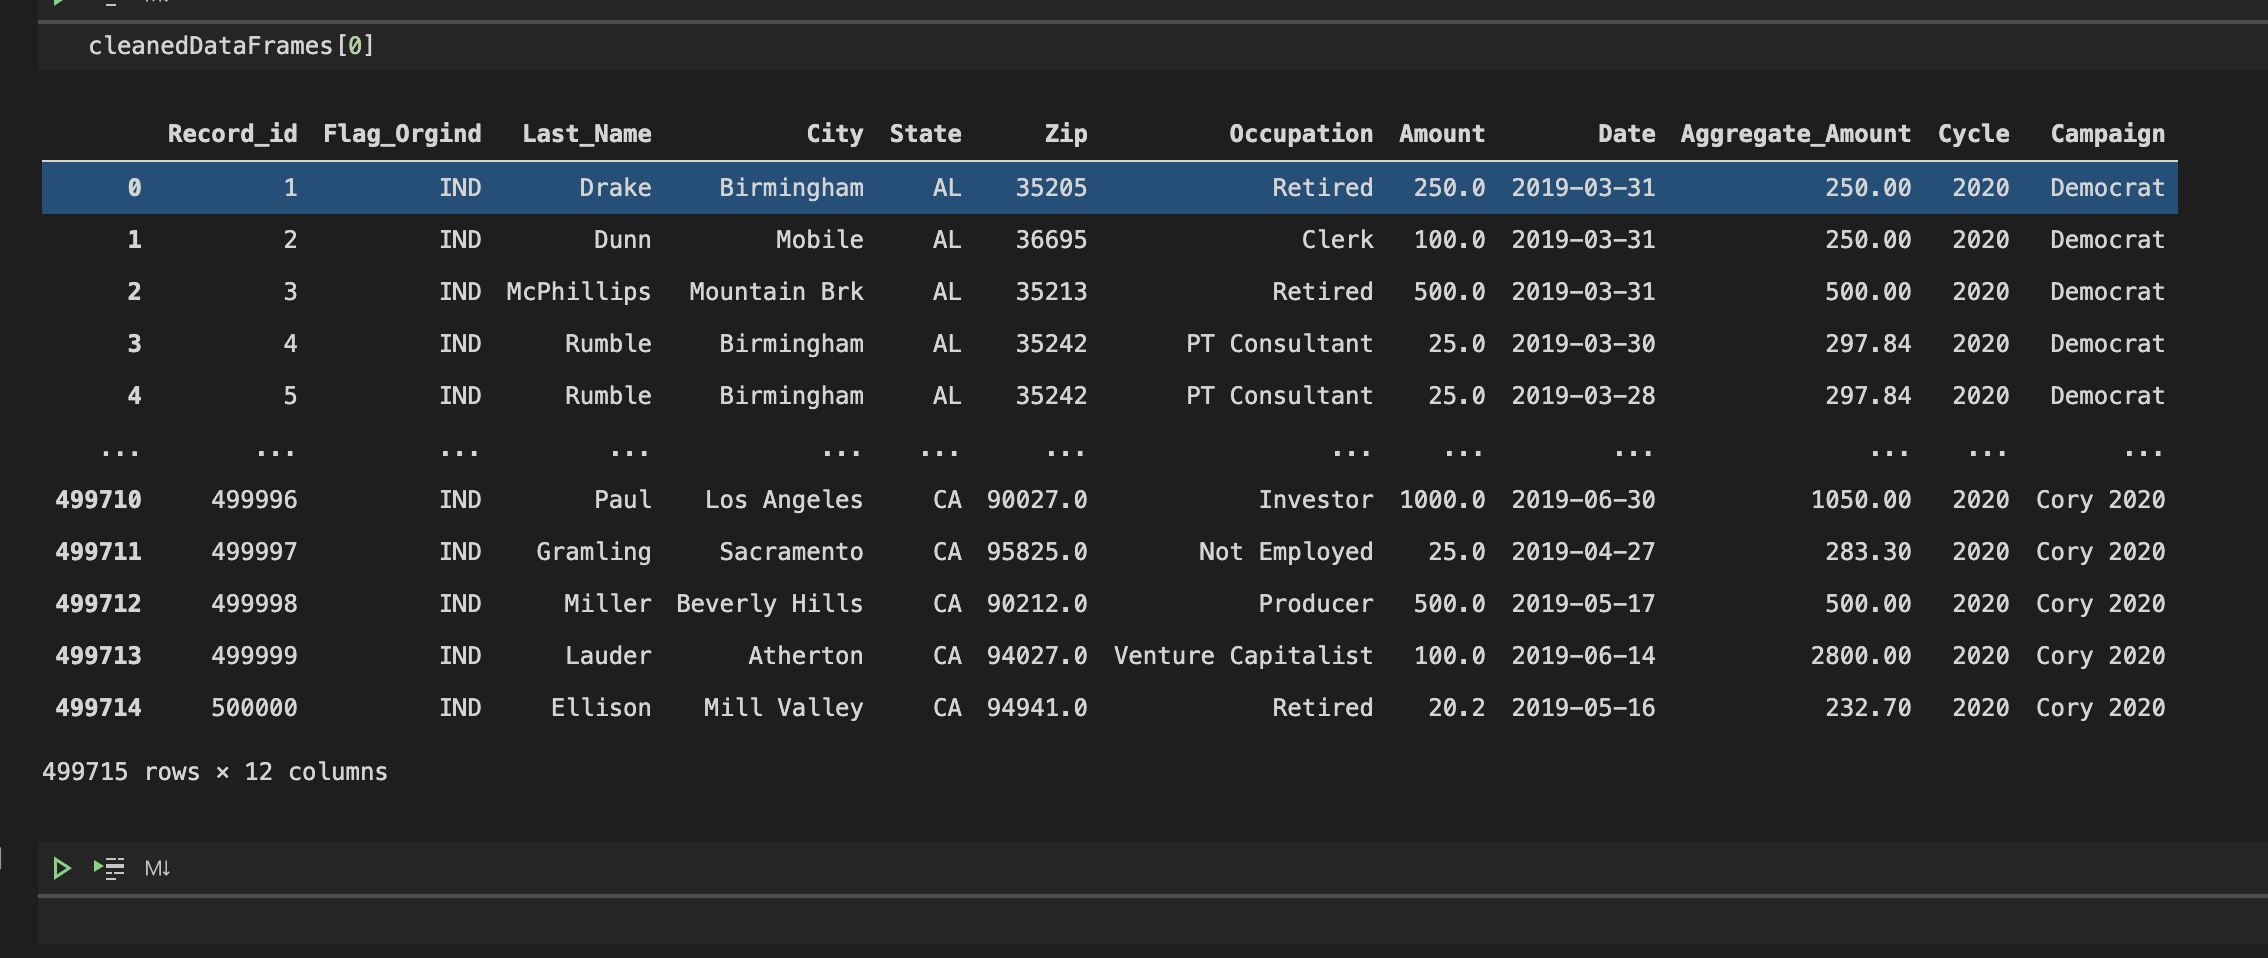 cleanedDataFrames[0]
Record_id Flag_Orgind Last_Name City State Zip Occupation Amount Date Aggregate_Amount Cycle Campaign
0 1 IND Drake Birmingham AL 35205 Retired 250.0 2019-03-31 250.00 2020 Democrat
1 2 IND Dunn Mobile AL 36695 Clerk 100.0 2019-03-31 250.00 2020 Democrat
2 3 IND McPhillips Mountain Brk AL 35213 Retired 500.0 2019-03-31 500.00 2020 Democrat
3 4 IND Rumble Birmingham AL 35242 PT Consultant 25.0 2019-03-30 297.84 2020 Democrat
4 5 IND Rumble Birmingham AL 35242 PT Consultant 25.0 2019-03-28 297.84 2020 Democrat
... ... ... ... ... ... ... ... ... ... ... ... ...
499710 499996 IND Paul Los Angeles CA 90027.0 Investor 1000.0 2019-06-30 1050.00 2020 Cory 2020
499711 499997 IND Gramling Sacramento CA 95825.0 Not Employed 25.0 2019-04-27 283.30 2020 Cory 2020
499712 499998 IND Miller Beverly Hills CA 90212.0 Producer 500.0 2019-05-17 500.00 2020 Cory 2020
499713 499999 IND Lauder Atherton CA 94027.0 Venture Capitalist 100.0 2019-06-14 2800.00 2020 Cory 2020
499714 500000 IND Ellison Mill Valley CA 94941.0 Retired 20.2 2019-05-16 232.70 2020 Cory 2020
499715 rows × 12 columns
M↓